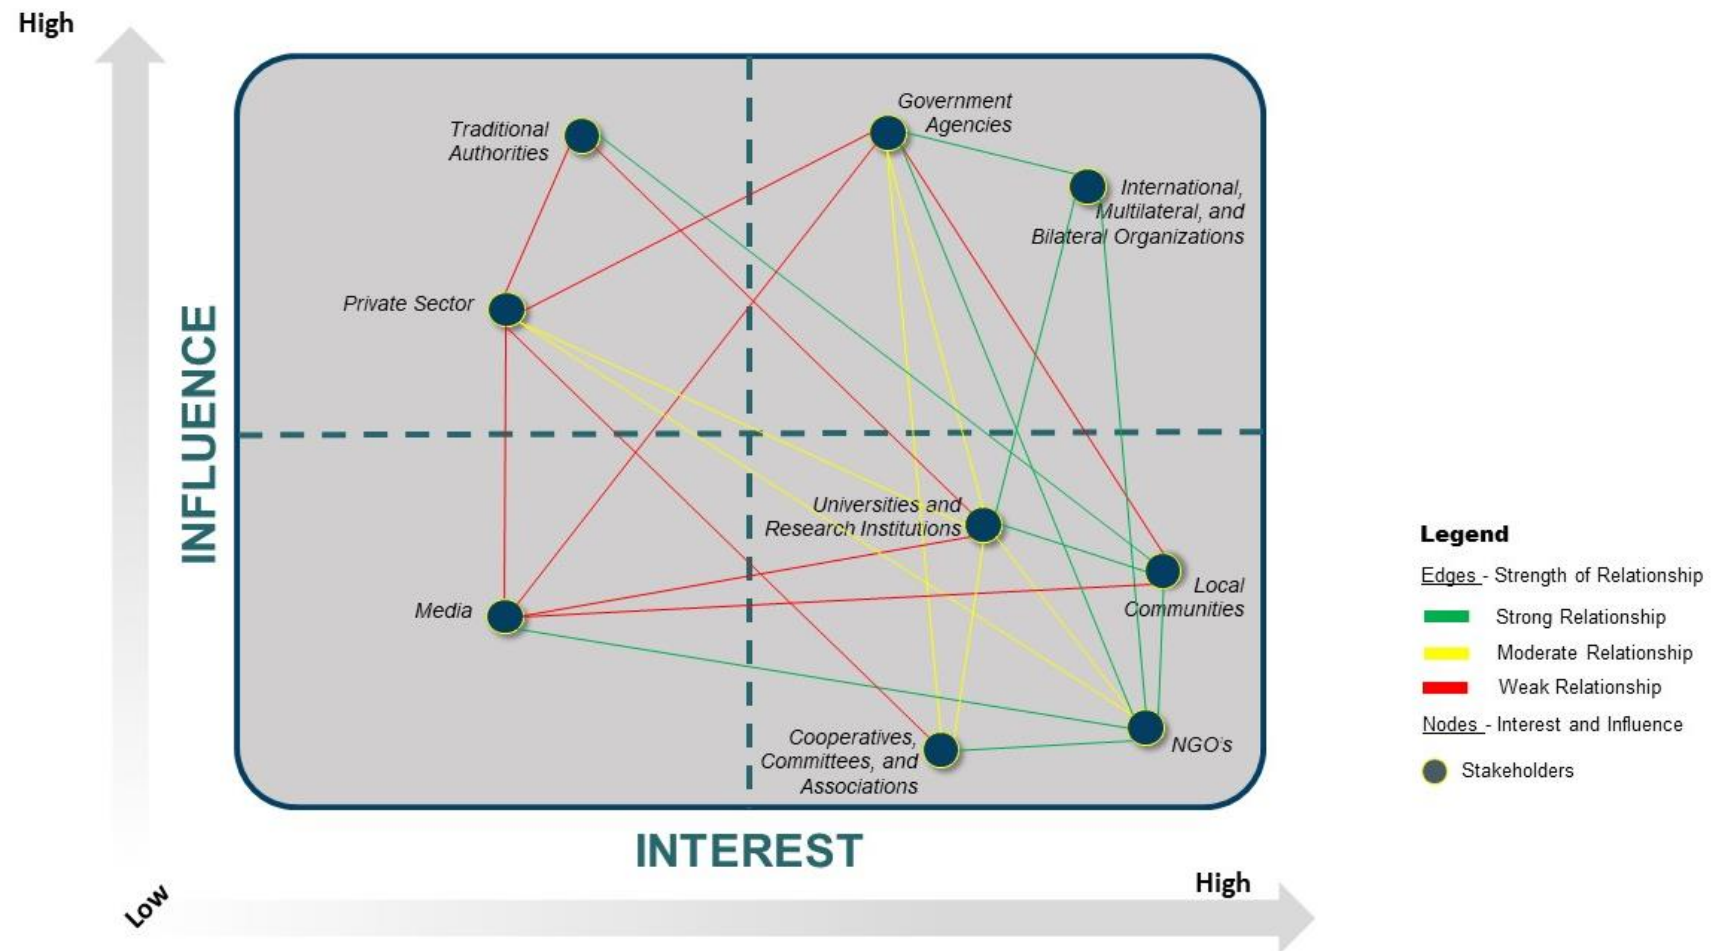 High
Government
Agencies
Traditional
Authorities
International,
Multilateral, and
Bilateral Organizations
Private Sector
INFLUENCE
Universities and
Research Institutions
Local
Communities
Media
Cooperatives,
Committees, and
Associations
NGO's
INTEREST
Low
High
Legend
Edges - Strength of Relationship
Strong Relationship
Moderate Relationship
Weak Relationship
Nodes - Interest and Influence
Stakeholders